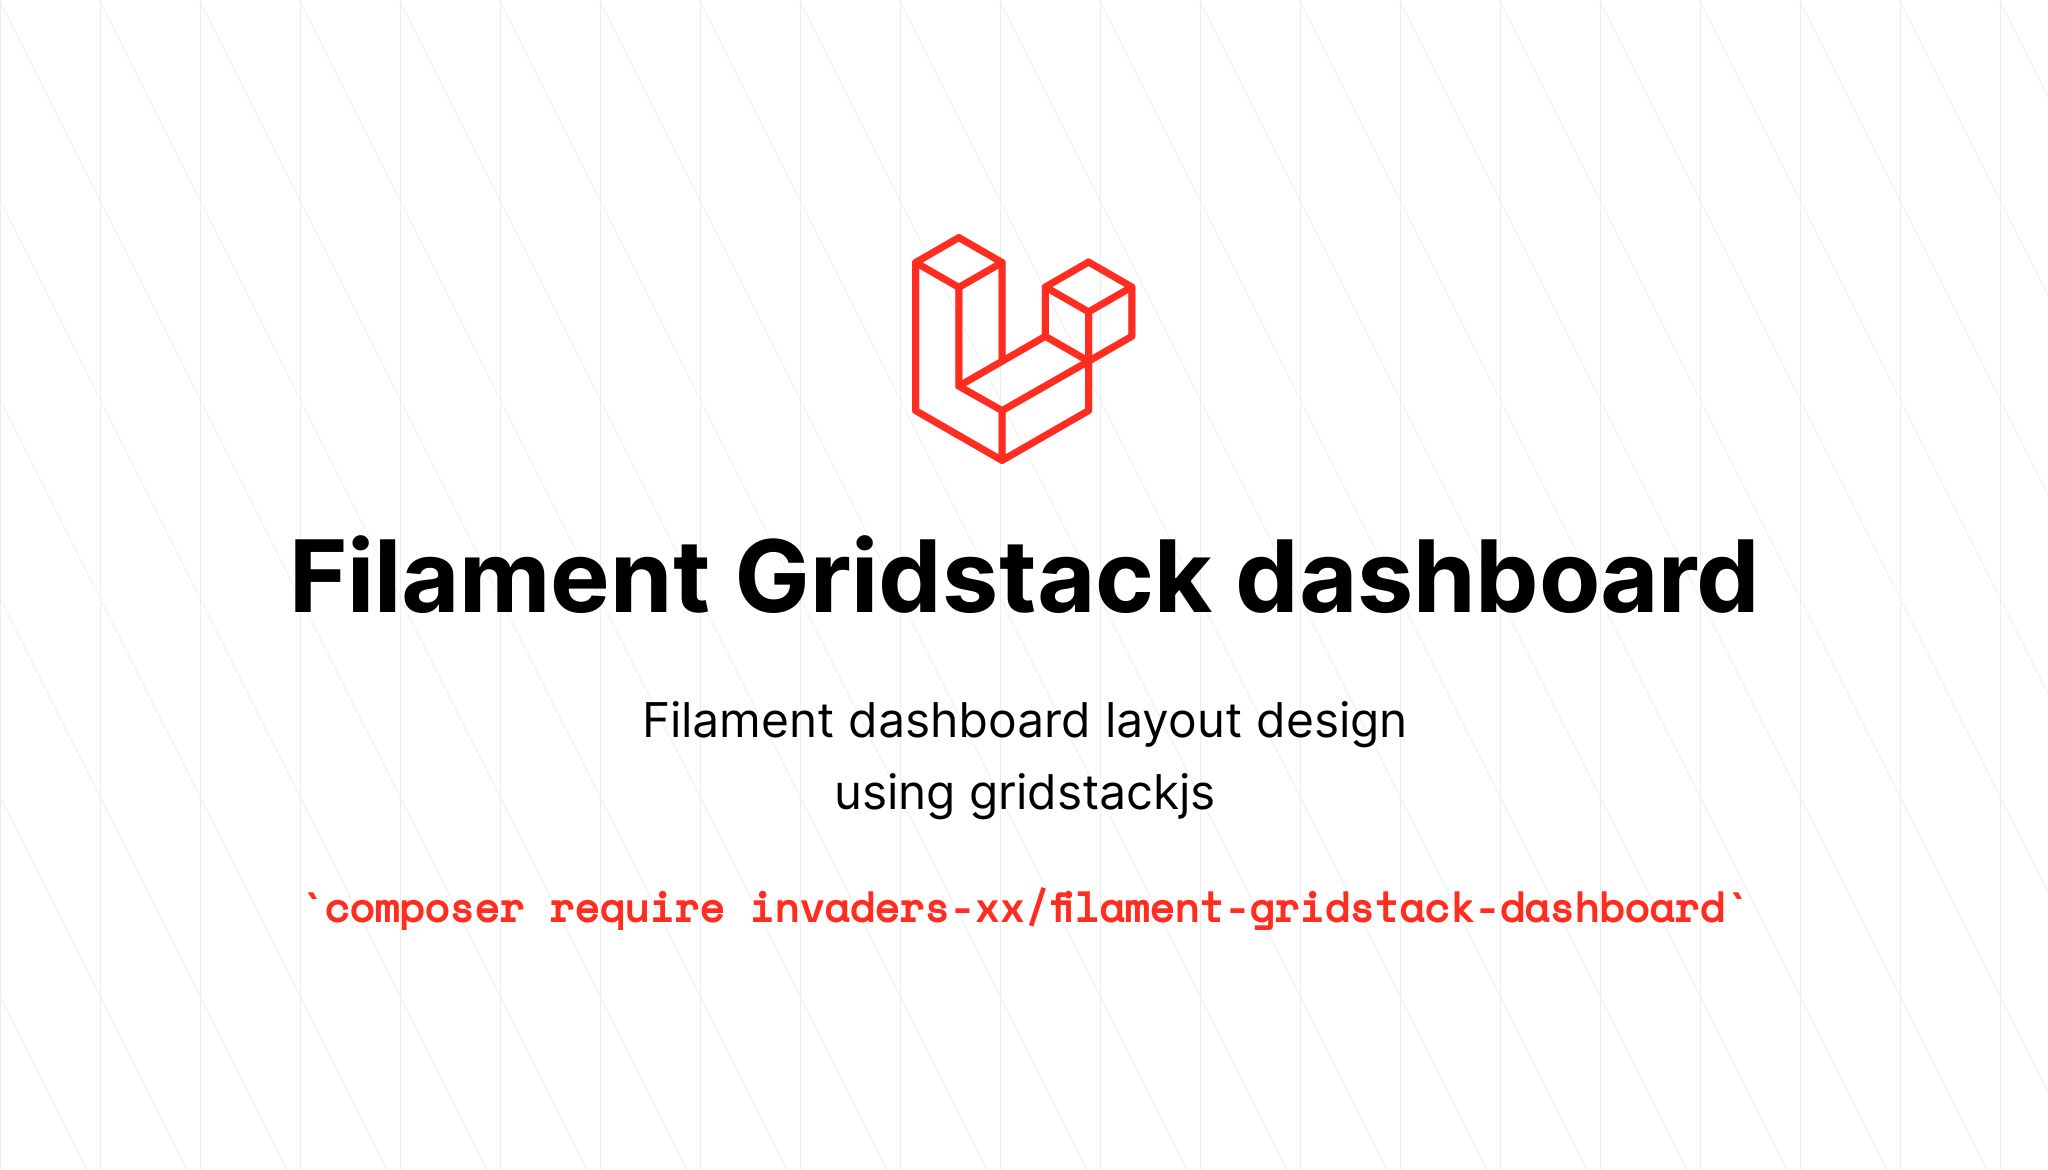 Filament Gridstack dashboard
Filament dashboard layout design
using gridstackjs
`composer require invaders-xx/filament-gridstack-dashboard`